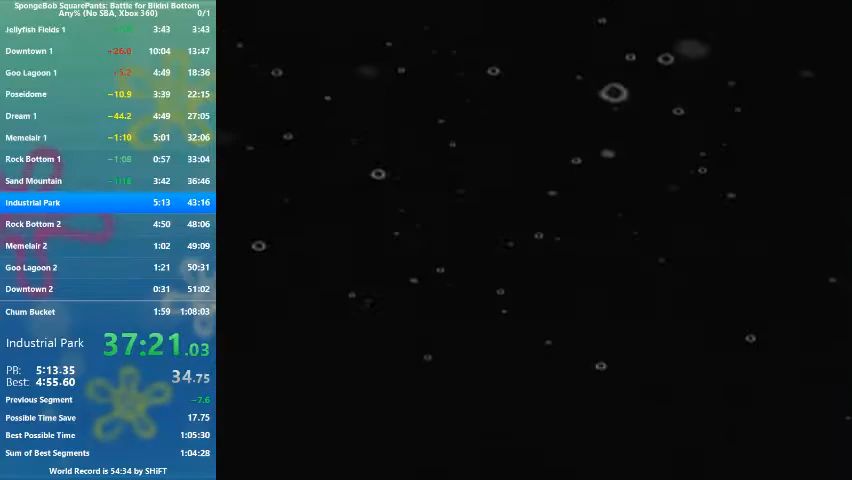 SpongeBob SquarePants: Battle for Bikini Bottom
Any% (No SBA, Xbox 360) 0/1
Jellyfish Fields 1 3:43 3:43
Downtown 1 +26.0 10:04 13:47
Goo Lagoon 1 +5.2 4:49 18:36
Poseidome −10.9 3:39 22:15
Dream 1 −44.2 4:49 27:05
Memelair 1 −1:10 5:01 32:06
Rock Bottom 1 −1:08 0:57 33:04
Sand Mountain −1:16 3:42 36:46
Industrial Park 5:13 43:16
Rock Bottom 2 4:50 48:06
Memelair 2 1:02 49:09
Goo Lagoon 2 1:21 50:31
Downtown 2 0:31 51:02
Chum Bucket 1:59 1:08:03
Industrial Park 37:21.03
PB: 5:13.35
Best: 4:55.60 34.75
Previous Segment −7.6
Possible Time Save 17.75
Best Possible Time 1:05:30
Sum of Best Segments 1:04:28
World Record is 54:34 by SHiFT